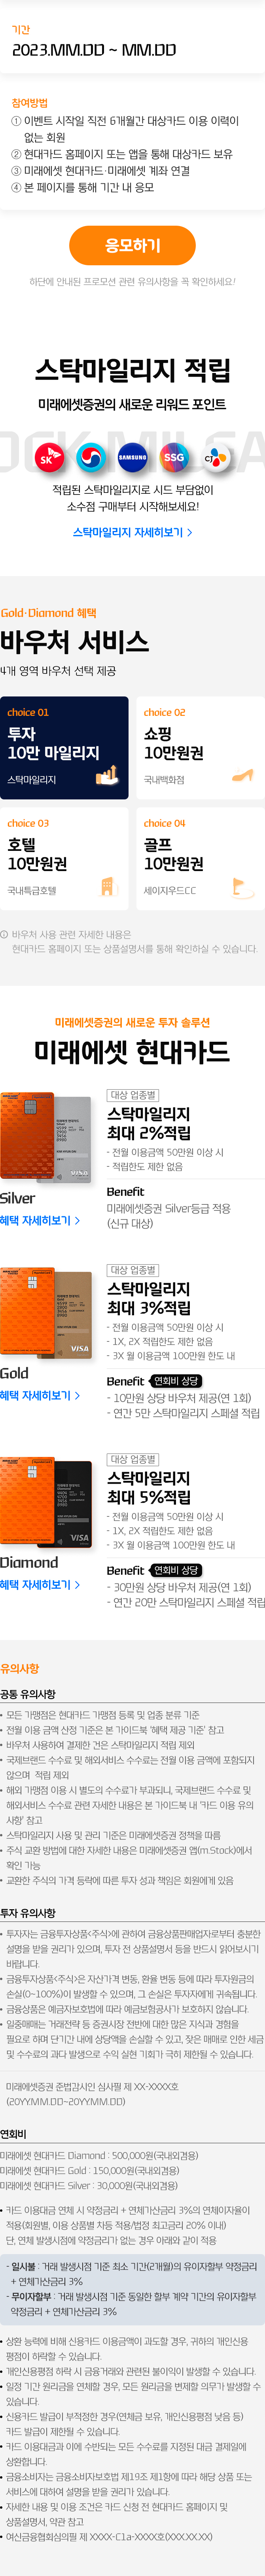 기간
2023.MM.DD ~ MM.DD
참여방법
① 이벤트 시작일 직전 6개월간 대상카드 이용 이력이
없는 회원
② 현대카드 홈페이지 또는 앱을 통해 대상카드 보유
③ 미래에셋 현대카드·미래에셋 계좌 연결
④ 본 페이지를 통해 기간 내 응모
응모하기
하단에 안내된 프로모션 관련 유의사항을 꼭 확인하세요!
스탁마일리지 적립
미래에셋증권의 새로운 리워드 포인트
SK
SAMSUNG
SSG
CJ
적립된 스탁마일리지로 시드 부담없이
소수점 구매부터 시작해보세요!
스탁마일리지 자세히보기 >
Gold·Diamond 혜택
바우처 서비스
4개 영역 바우처 선택 제공
choice 01
투자
10만 마일리지
스탁마일리지
choice 02
쇼핑
10만원권
국내백화점
choice 03
호텔
10만원권
국내특급호텔
choice 04
골프
10만원권
세이지우드CC
바우처 사용 관련 자세한 내용은
현대카드 홈페이지 또는 상품설명서를 통해 확인하실 수 있습니다.
미래에셋증권의 새로운 투자 솔루션
미래에셋 현대카드
대상 업종별
스탁마일리지
최대 2%적립
- 전월 이용금액 50만원 이상 시
- 적립한도 제한 없음
Silver
혜택 자세히보기 >
Benefit
미래에셋증권 Silver등급 적용
(신규 대상)
대상 업종별
스탁마일리지
최대 3%적립
- 전월 이용금액 50만원 이상 시
- 1X, 2X 적립한도 제한 없음
- 3X 월 이용금액 100만원 한도 내
VISA
Gold
혜택 자세히보기 >
Benefit 연회비 상당
- 10만원 상당 바우처 제공(연 1회)
- 연간 5만 스탁마일리지 스페셜 적립
대상 업종별
스탁마일리지
최대 5%적립
- 전월 이용금액 50만원 이상 시
- 1X, 2X 적립한도 제한 없음
- 3X 월 이용금액 100만원 한도 내
VISA
Diamond
혜택 자세히보기 >
Benefit 연회비 상당
- 30만원 상당 바우처 제공(연 1회)
- 연간 20만 스탁마일리지 스페셜 적립
유의사항
공통 유의사항
• 모든 가맹점은 현대카드 가맹점 등록 및 업종 분류 기준
• 전월 이용 금액 산정 기준은 본 가이드북 '혜택 제공 기준' 참고
• 바우처 사용하여 결제한 건은 스탁마일리지 적립 제외
• 국제브랜드 수수료 및 해외서비스 수수료는 전월 이용 금액에 포함되지
않으며 적립 제외
• 해외 가맹점 이용 시 별도의 수수료가 부과되니, 국제브랜드 수수료 및
해외서비스 수수료 관련 자세한 내용은 본 가이드북 내 '카드 이용 유의
사항' 참고
• 스탁마일리지 사용 및 관리 기준은 미래에셋증권 정책을 따름
• 주식 교환 방법에 대한 자세한 내용은 미래에셋증권 앱(m.Stock)에서
확인 가능
• 교환한 주식의 가격 등락에 따른 투자 성과 책임은 회원에게 있음
투자 유의사항
• 투자자는 금융투자상품<주식>에 관하여 금융상품판매업자로부터 충분한
설명을 받을 권리가 있으며, 투자 전 상품설명서 등을 반드시 읽어보시기
바랍니다.
• 금융투자상품<주식>은 자산가격 변동, 환율 변동 등에 따라 투자원금의
손실(0~100%)이 발생할 수 있으며, 그 손실은 투자자에게 귀속됩니다.
• 금융상품은 예금자보호법에 따라 예금보험공사가 보호하지 않습니다.
• 일중매매는 거래전략 등 증권시장 전반에 대한 많은 지식과 경험을
필요로 하며 단기간 내에 상당액을 손실할 수 있고, 잦은 매매로 인한 세금
및 수수료의 과다 발생으로 수익 실현 기회가 극히 제한될 수 있습니다.
미래에셋증권 준법감시인 심사필 제 XX-XXXX호
(20YY.MM.DD~20YY.MM.DD)
연회비
미래에셋 현대카드 Diamond : 500,000원(국내외겸용)
미래에셋 현대카드 Gold : 150,000원(국내외겸용)
미래에셋 현대카드 Silver : 30,000원(국내외겸용)
• 카드 이용대금 연체 시 약정금리 + 연체가산금리 3%의 연체이자율이
적용(회원별, 이용 상품별 차등 적용/법정 최고금리 20% 이내)
단, 연체 발생시점에 약정금리가 없는 경우 아래와 같이 적용
- 일시불 : 거래 발생시점 기준 최소 기간(2개월)의 유이자할부 약정금리
+ 연체가산금리 3%
- 무이자할부 : 거래 발생시점 기준 동일한 할부 계약 기간의 유이자할부
약정금리 + 연체가산금리 3%
• 상환 능력에 비해 신용카드 이용금액이 과도할 경우, 귀하의 개인신용
평점이 하락할 수 있습니다.
• 개인신용평점 하락 시 금융거래와 관련된 불이익이 발생할 수 있습니다.
• 일정 기간 원리금을 연체할 경우, 모든 원리금을 변제할 의무가 발생할 수
있습니다.
• 신용카드 발급이 부적정한 경우(연체금 보유, 개인신용평점 낮음 등)
카드 발급이 제한될 수 있습니다.
• 카드 이용대금과 이에 수반되는 모든 수수료를 지정된 대금 결제일에
상환합니다.
• 금융소비자는 금융소비자보호법 제19조 제1항에 따라 해당 상품 또는
서비스에 대하여 설명을 받을 권리가 있습니다.
• 자세한 내용 및 이용 조건은 카드 신청 전 현대카드 홈페이지 및
상품설명서, 약관 참고
• 여신금융협회심의필 제 XXXX-C1a-XXXX호(XXX.XX.XX)